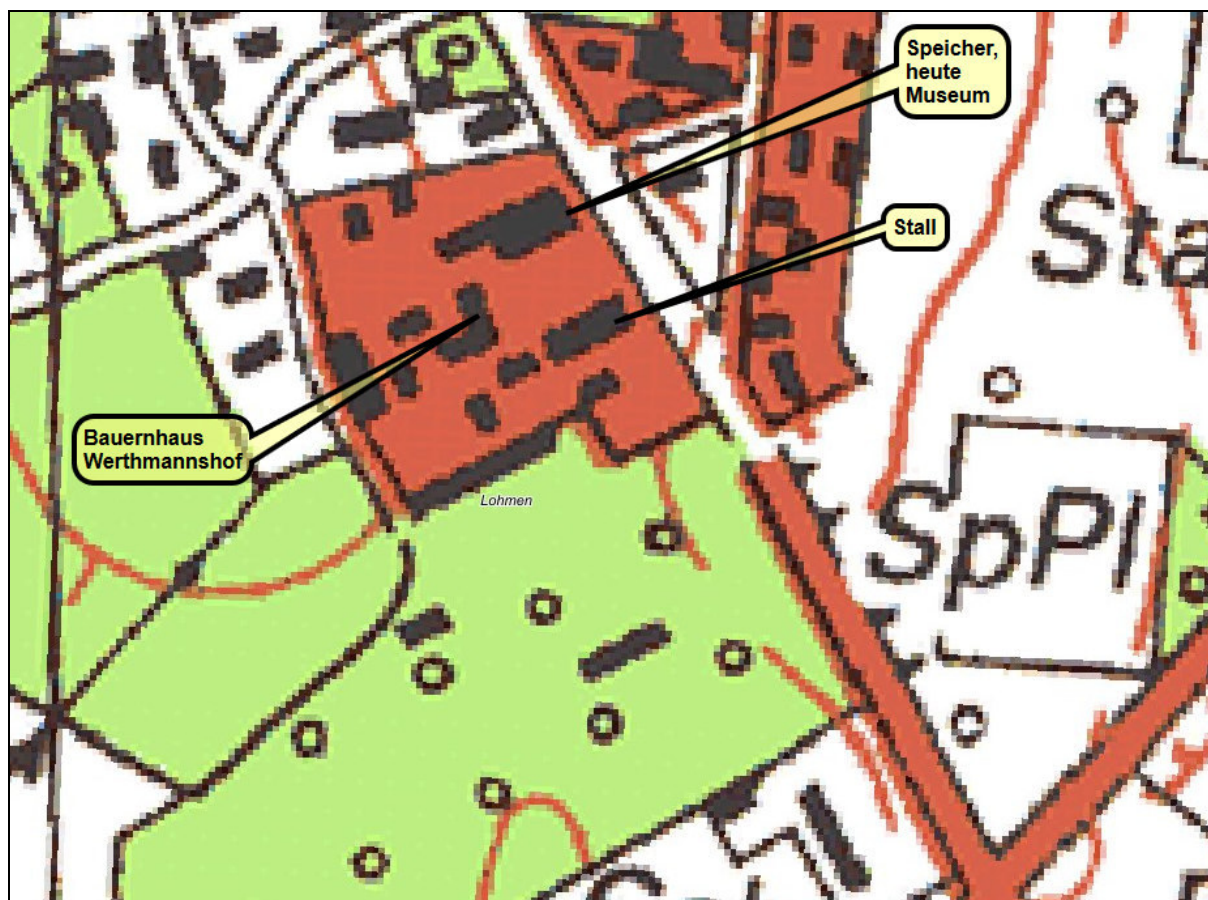 Speicher,
heute
Museum
Stall
Sta
Bauernhaus
Werthmannshof
Lohmen
SpPl